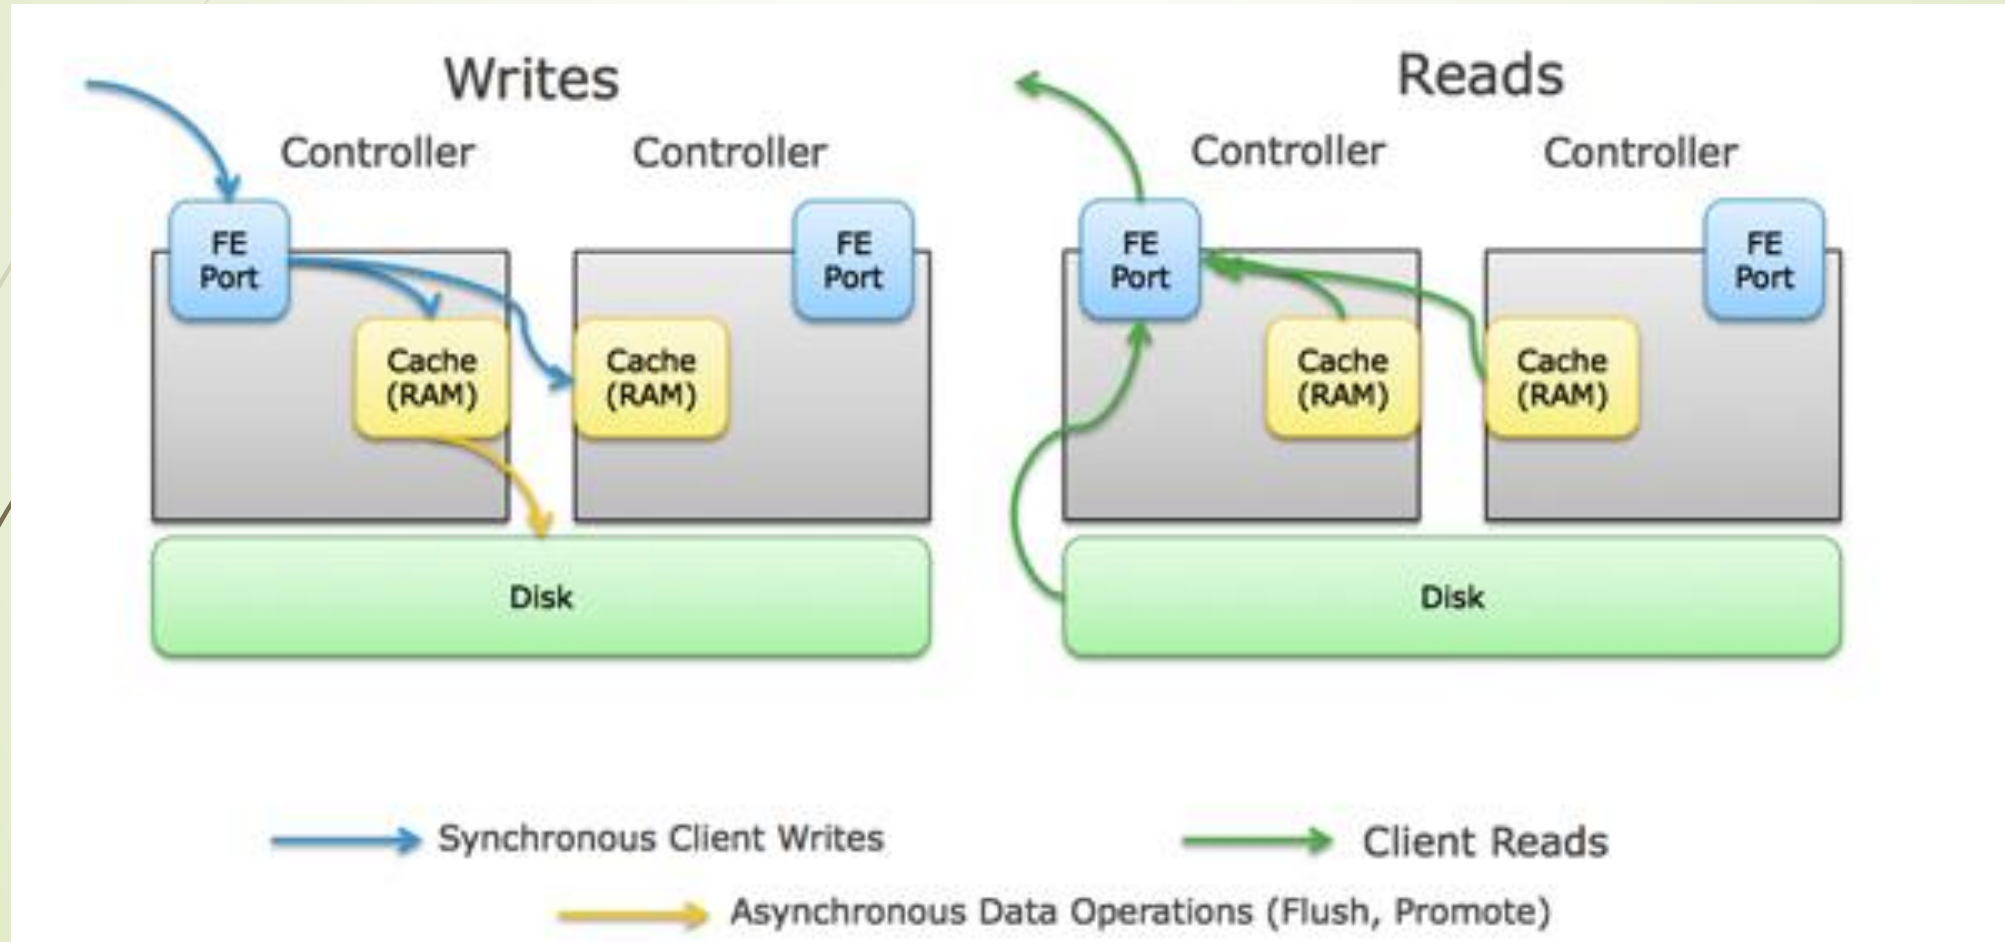 Writes
Controller
Controller
FE
Port
FE
Port
Cache
(RAM)
Cache
(RAM)
Disk
Reads
Controller
Controller
FE
Port
FE
Port
Cache
(RAM)
Cache
(RAM)
Disk
Synchronous Client Writes
Client Reads
Asynchronous Data Operations (Flush, Promote)